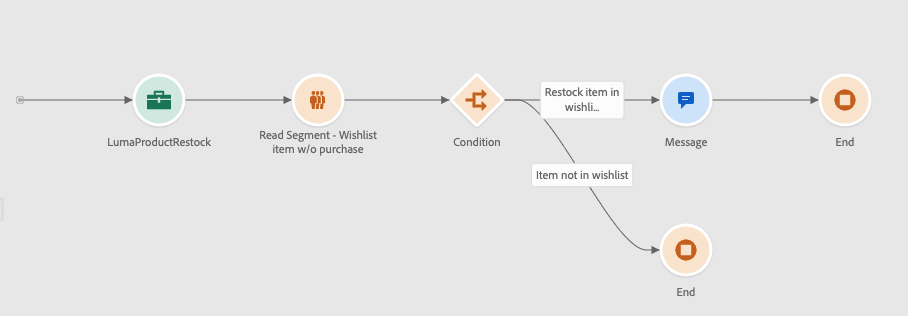 LumaProductRestock
Read Segment - Wishlist
item w/o purchase
Condition
Restock item in
wishli...
Message
End
Item not in wishlist
End